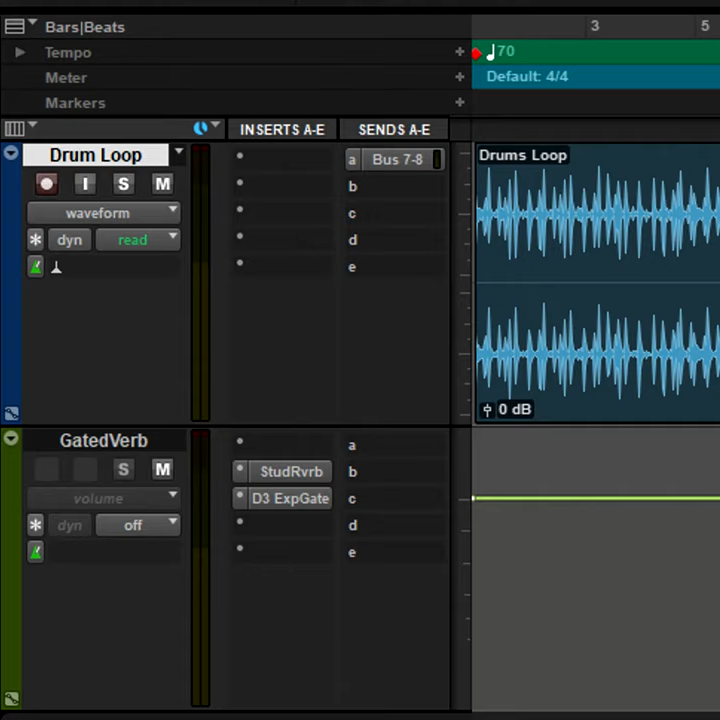 Bars|Beats 3 5
Tempo + 70
Meter + Default: 4/4
Markers +
INSERTS A-E SENDS A-E
Drum Loop a Bus 7-8 Drums Loop
I S M b
waveform c
* dyn read d
e
0 dB
GatedVerb a
S M StudRvrb b
volume D3 ExpGate c
* dyn off d
e